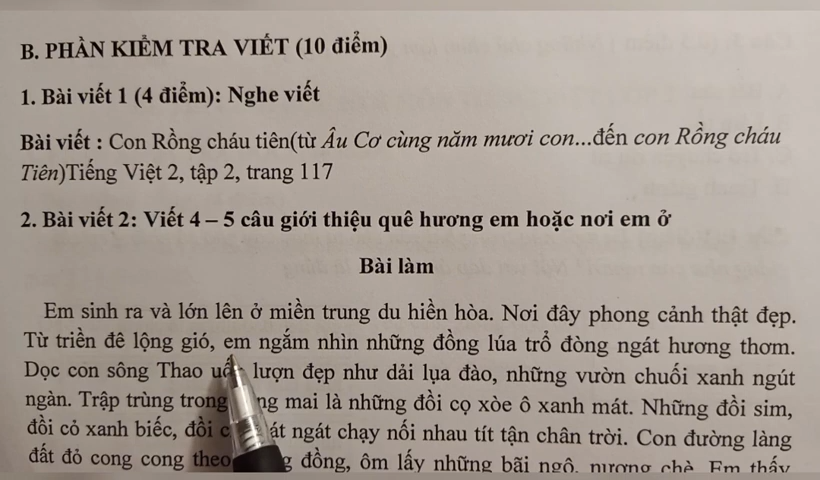 B. PHẦN KIỂM TRA VIẾT (10 điểm)
1. Bài viết 1 (4 điểm): Nghe viết
Bài viết : Con Rồng cháu tiên(từ Âu Cơ cùng năm mươi con...đến con Rồng cháu
Tiên)Tiếng Việt 2, tập 2, trang 117
2. Bài viết 2: Viết 4 – 5 câu giới thiệu quê hương em hoặc nơi em ở
Bài làm
Em sinh ra và lớn lên ở miền trung du hiền hòa. Nơi đây phong cảnh thật đẹp.
Từ triền đê lộng gió, em ngắm nhìn những đồng lúa trổ đòng ngát hương thơm.
Dọc con sông Thao lượn đẹp như dải lụa đào, những vườn chuối xanh ngút
ngàn. Trập trùng trong mai là những đồi cọ xòe ô xanh mát. Những đồi sim,
đồi cỏ xanh biếc, đồi ngát chạy nối nhau tít tận chân trời. Con đường làng
đất đỏ cong cong theo đồng, ôm lấy những bãi ngô, nương chè. Em thấy